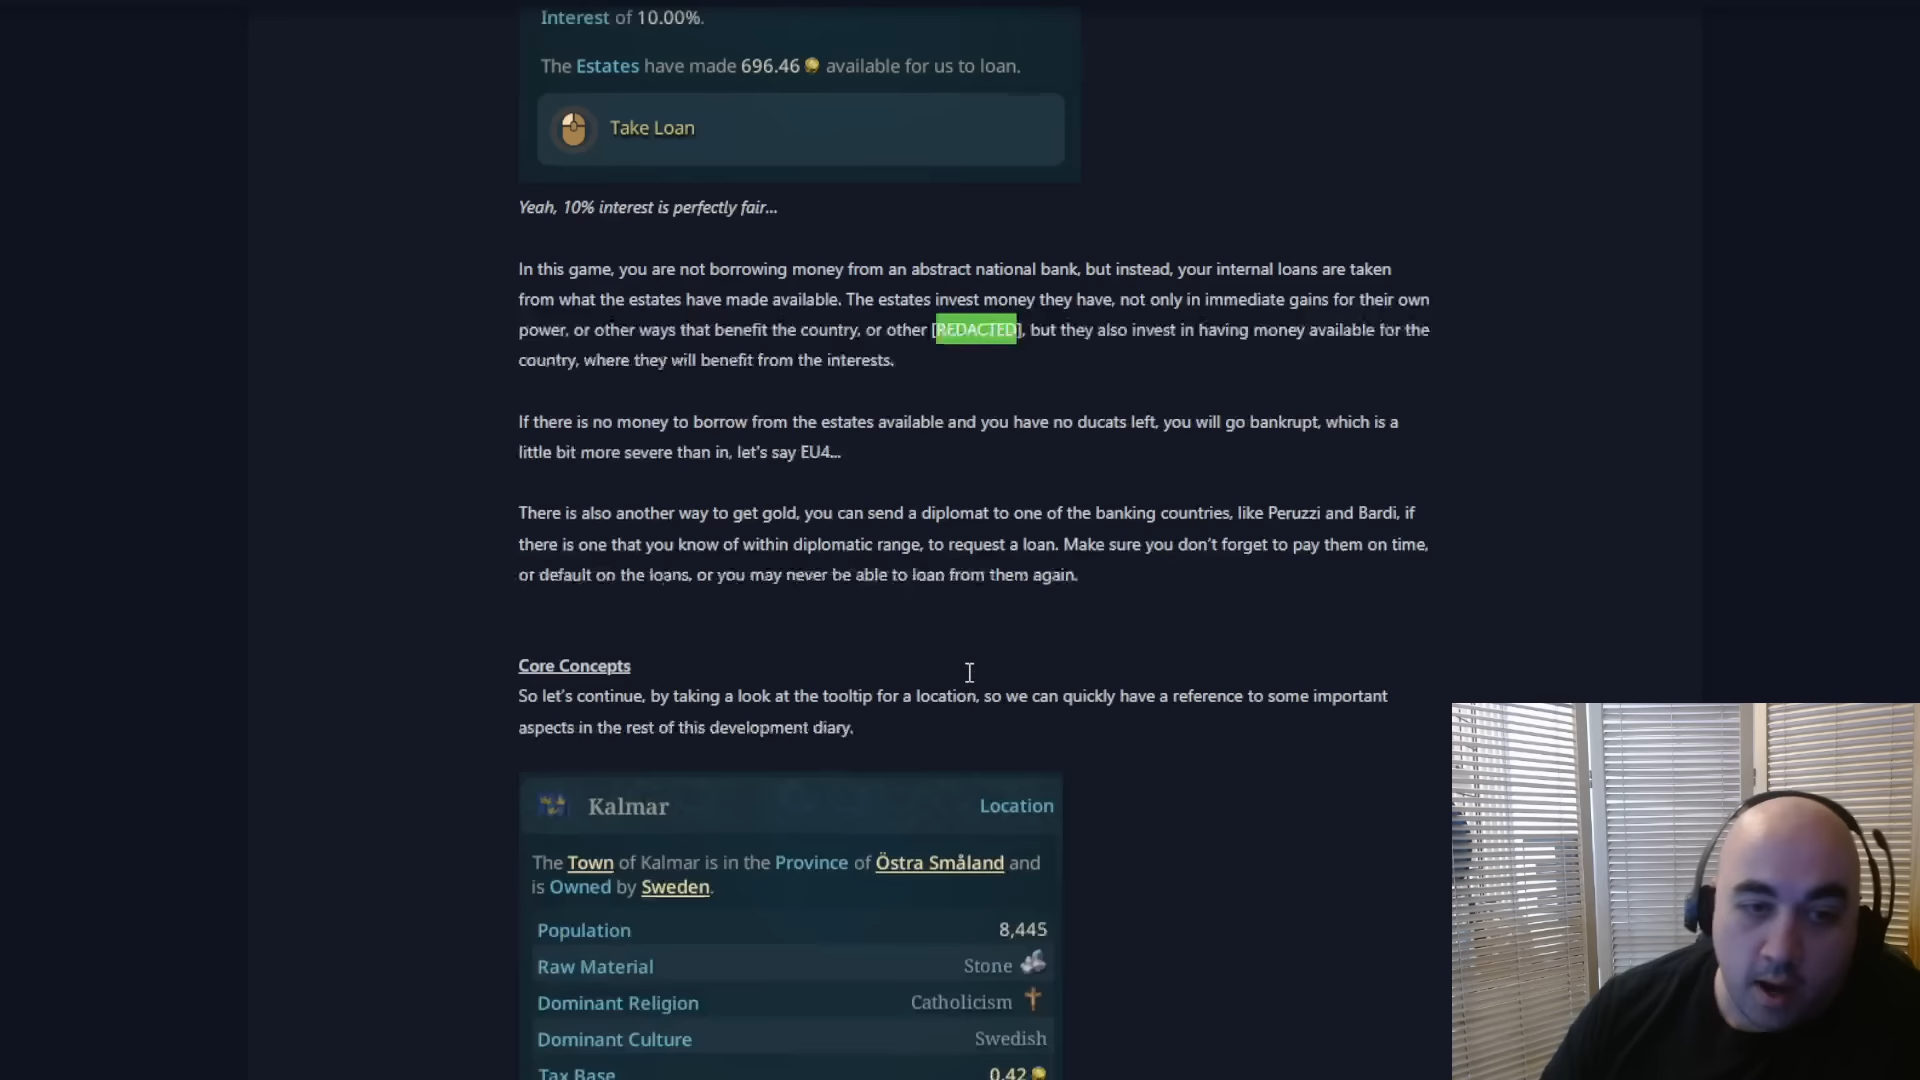 Interest of 10.00%.
The Estates have made 696.46 available for us to loan.
Take Loan
Yeah, 10% interest is perfectly fair...
In this game, you are not borrowing money from an abstract national bank, but instead, your internal loans are taken
from what the estates have made available. The estates invest money they have, not only in immediate gains for their own
power, or other ways that benefit the country, or other [REDACTED], but they also invest in having money available for the
country, where they will benefit from the interests.
If there is no money to borrow from the estates available and you have no ducats left, you will go bankrupt, which is a
little bit more severe than in, let's say EU4...
There is also another way to get gold, you can send a diplomat to one of the banking countries, like Peruzzi and Bardi, if
there is one that you know of within diplomatic range, to request a loan. Make sure you don't forget to pay them on time,
or default on the loans, or you may never be able to loan from them again.
Core Concepts
So let's continue, by taking a look at the tooltip for a location, so we can quickly have a reference to some important
aspects in the rest of this development diary.
Kalmar Location
The Town of Kalmar is in the Province of Östra Småland and
is Owned by Sweden.
Population 8,445
Raw Material Stone
Dominant Religion Catholicism
Dominant Culture Swedish
Tax Base 0.42